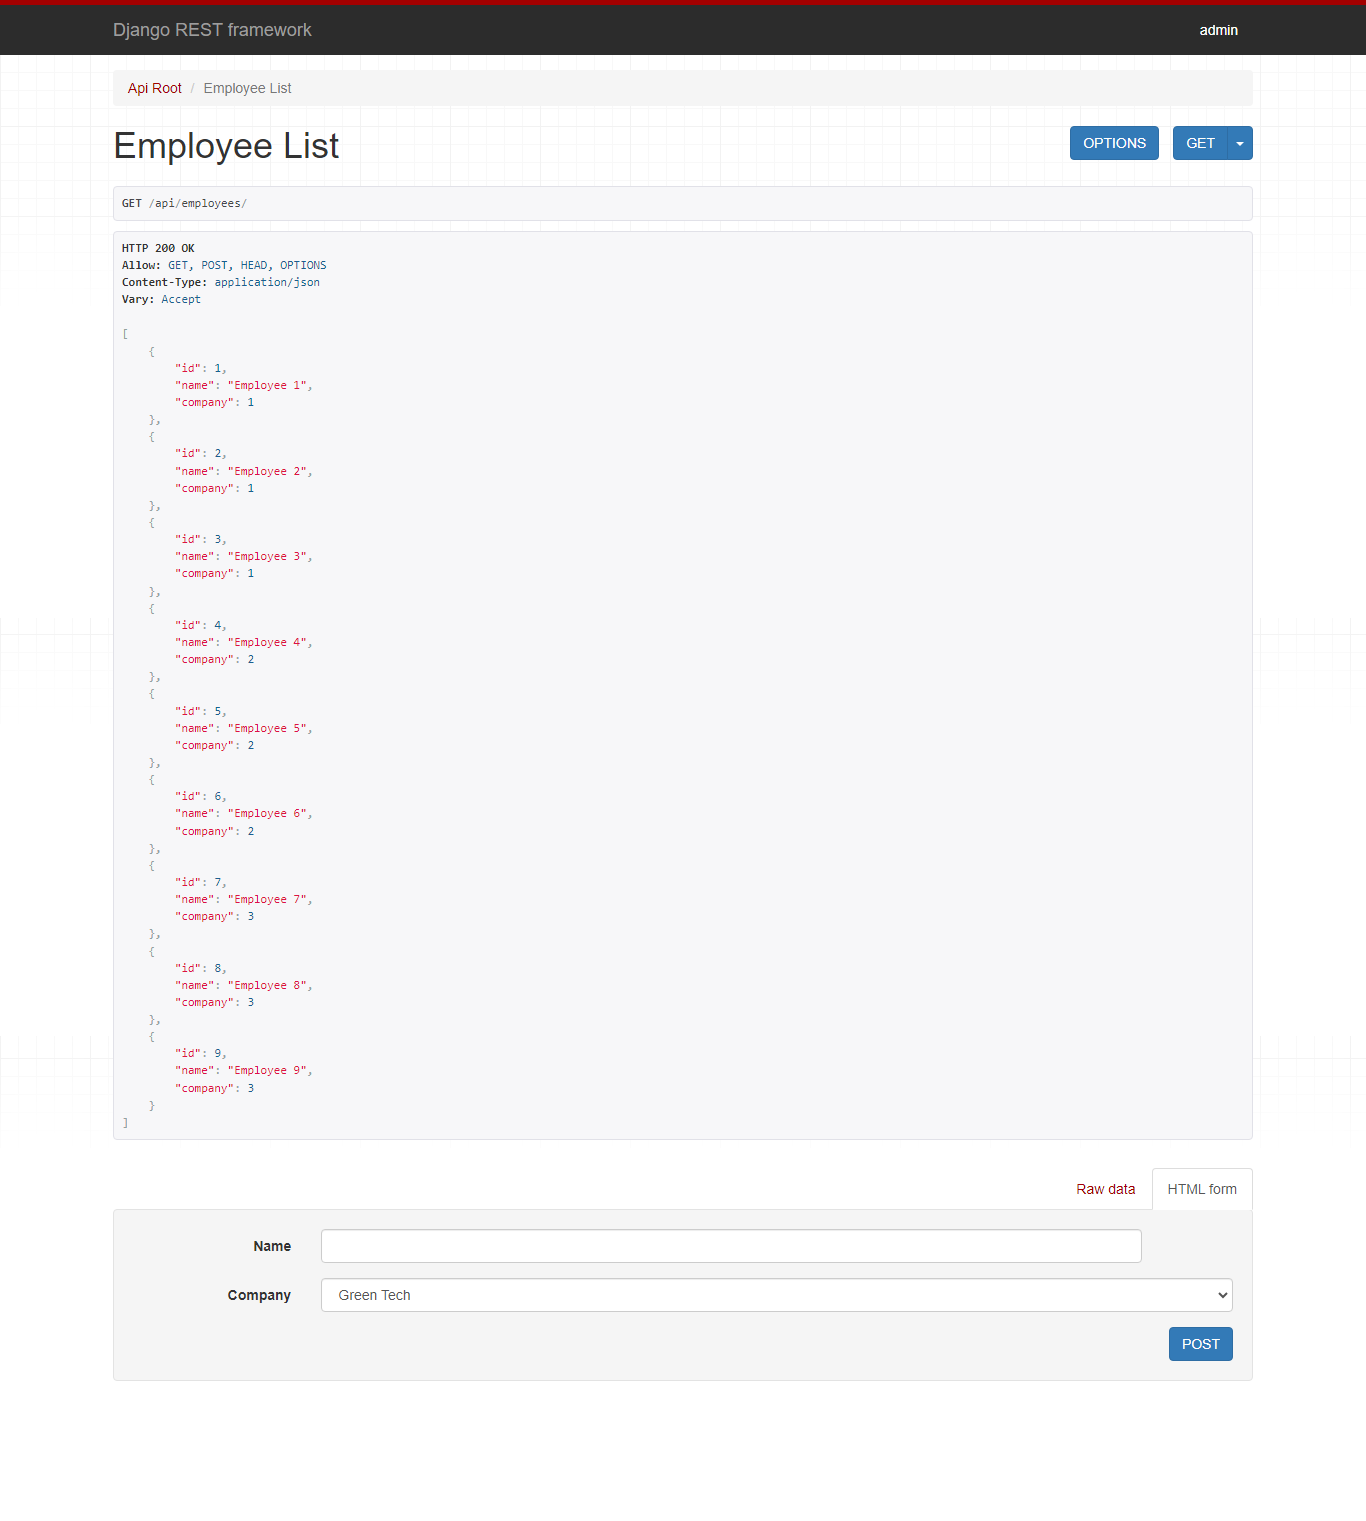 Django REST framework
admin
Api Root / Employee List
Employee List
OPTIONS
GET
GET /api/employees/
HTTP 200 OK
Allow: GET, POST, HEAD, OPTIONS
Content-Type: application/json
Vary: Accept
[
    {
        "id": 1,
        "name": "Employee 1",
        "company": 1
    },
    {
        "id": 2,
        "name": "Employee 2",
        "company": 1
    },
    {
        "id": 3,
        "name": "Employee 3",
        "company": 1
    },
    {
        "id": 4,
        "name": "Employee 4",
        "company": 2
    },
    {
        "id": 5,
        "name": "Employee 5",
        "company": 2
    },
    {
        "id": 6,
        "name": "Employee 6",
        "company": 2
    },
    {
        "id": 7,
        "name": "Employee 7",
        "company": 3
    },
    {
        "id": 8,
        "name": "Employee 8",
        "company": 3
    },
    {
        "id": 9,
        "name": "Employee 9",
        "company": 3
    }
]
Raw data
HTML form
Name
Company
Green Tech
POST